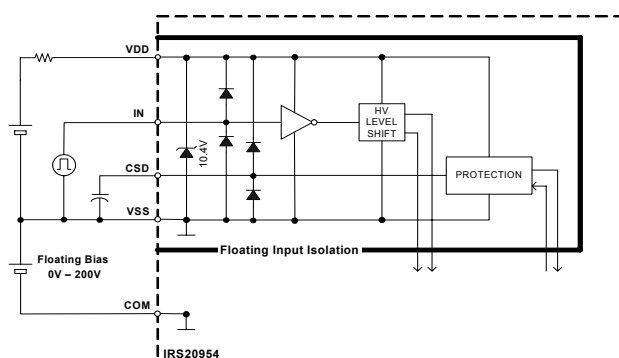 VDD
IN
HV
LEVEL
SHIFT
10.4V
CSD
PROTECTION
VSS
Floating Input Isolation
Floating Bias
0V – 200V
COM
IRS20954